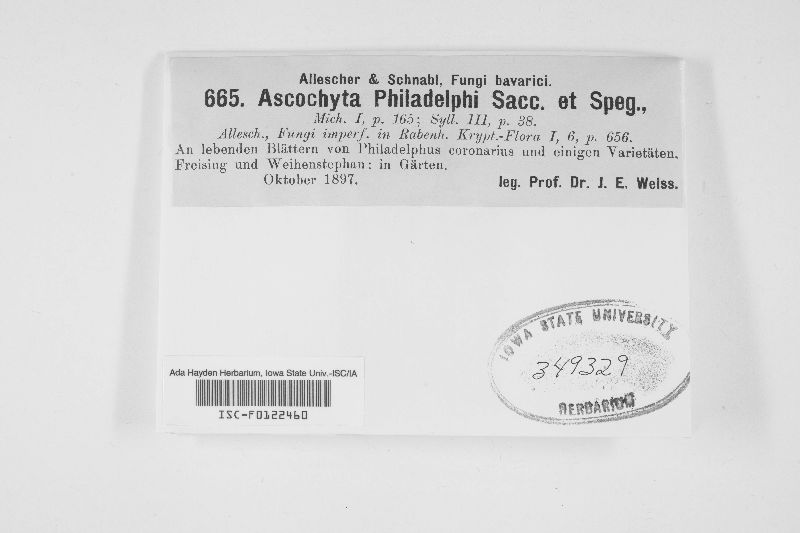 Allescher & Schnabl, Fungi bavarici.
665. Ascochyta Philadelphi Sacc. et Speg.,
Mich. I, p. 165; Syll. III, p. 38.
Allesch., Fungi imperf. in Rabenh. Krypt.-Flora I, 6, p. 656.
An lebenden Blättern von Philadelphus coronarius und einigen Varietäten.
Freising und Weihenstephan: in Gärten.
Oktober 1897.
leg. Prof. Dr. J. E. Weiss.
IOWA STATE UNIVERSITY
349329
HERBARIUM
Ada Hayden Herbarium, Iowa State Univ.-ISC/IA
ISC-F0122460